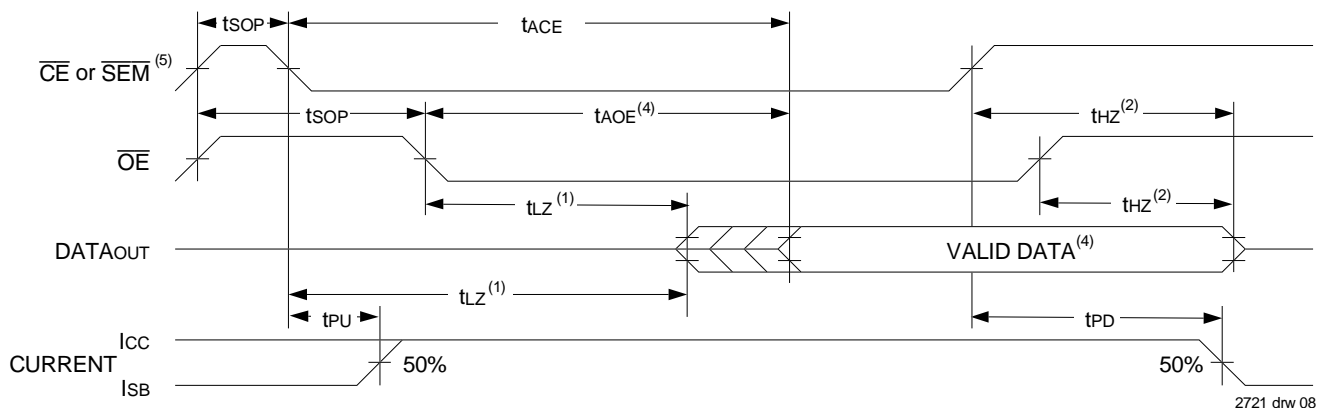 tSOP tACE
CE or SEM (5)
tSOP tAOE(4) tHZ(2)
OE
tLZ(1) tHZ(2)
DATAOUT VALID DATA(4)
tLZ(1)
tPU tPD
ICC
CURRENT 50% 50%
ISB
2721 drw 08